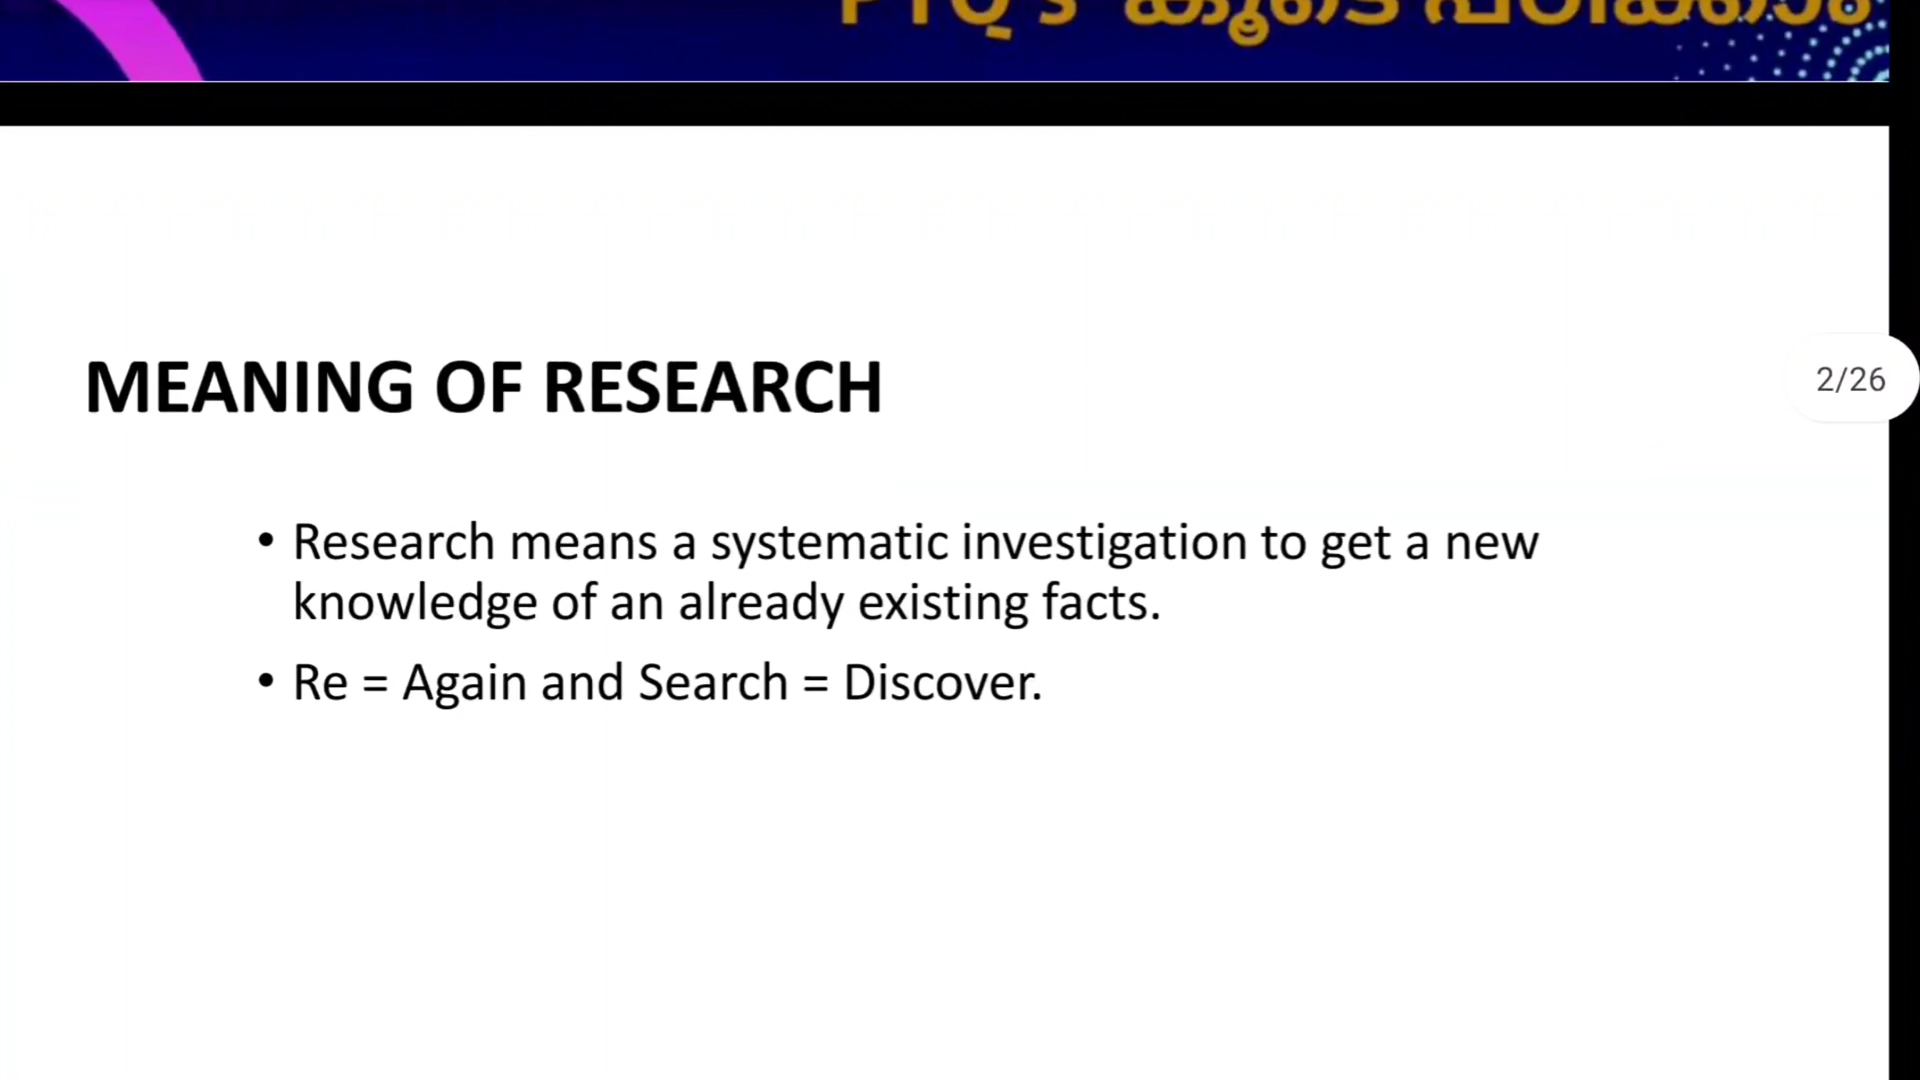 PYQ's കൂടെ പഠിക്കാം
MEANING OF RESEARCH
2/26
• Research means a systematic investigation to get a new
knowledge of an already existing facts.
• Re = Again and Search = Discover.